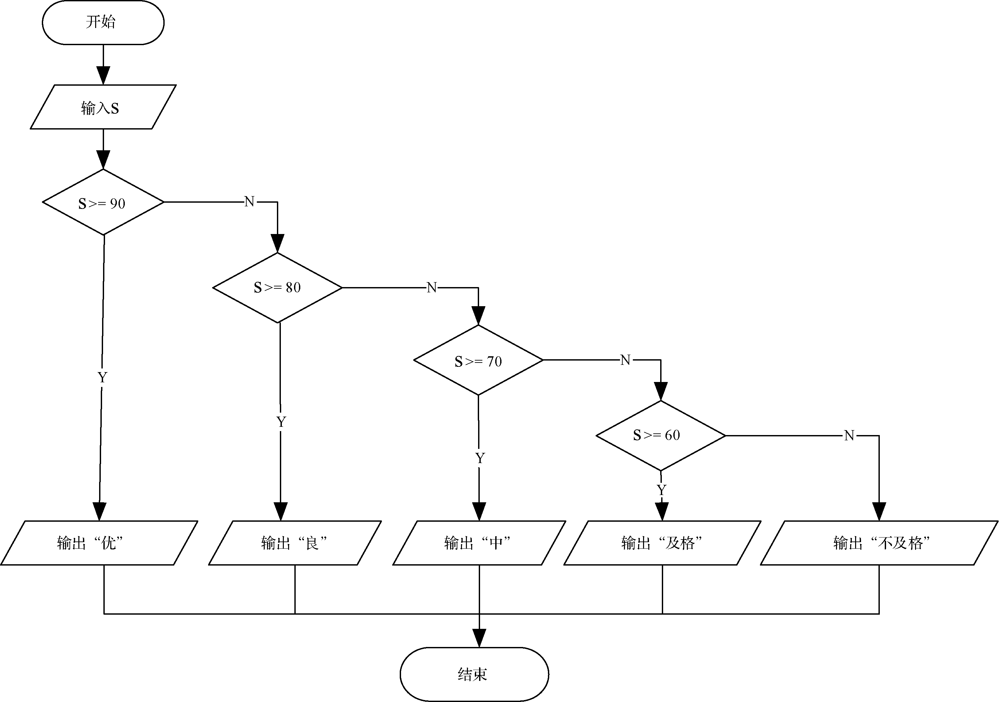 开始
输入S
S>= 90
N
S>= 80
N
S>= 70
N
Y
S>= 60
N
Y
Y
Y
输出“优”
输出“良”
输出“中”
输出“及格”
输出“不及格”
结束